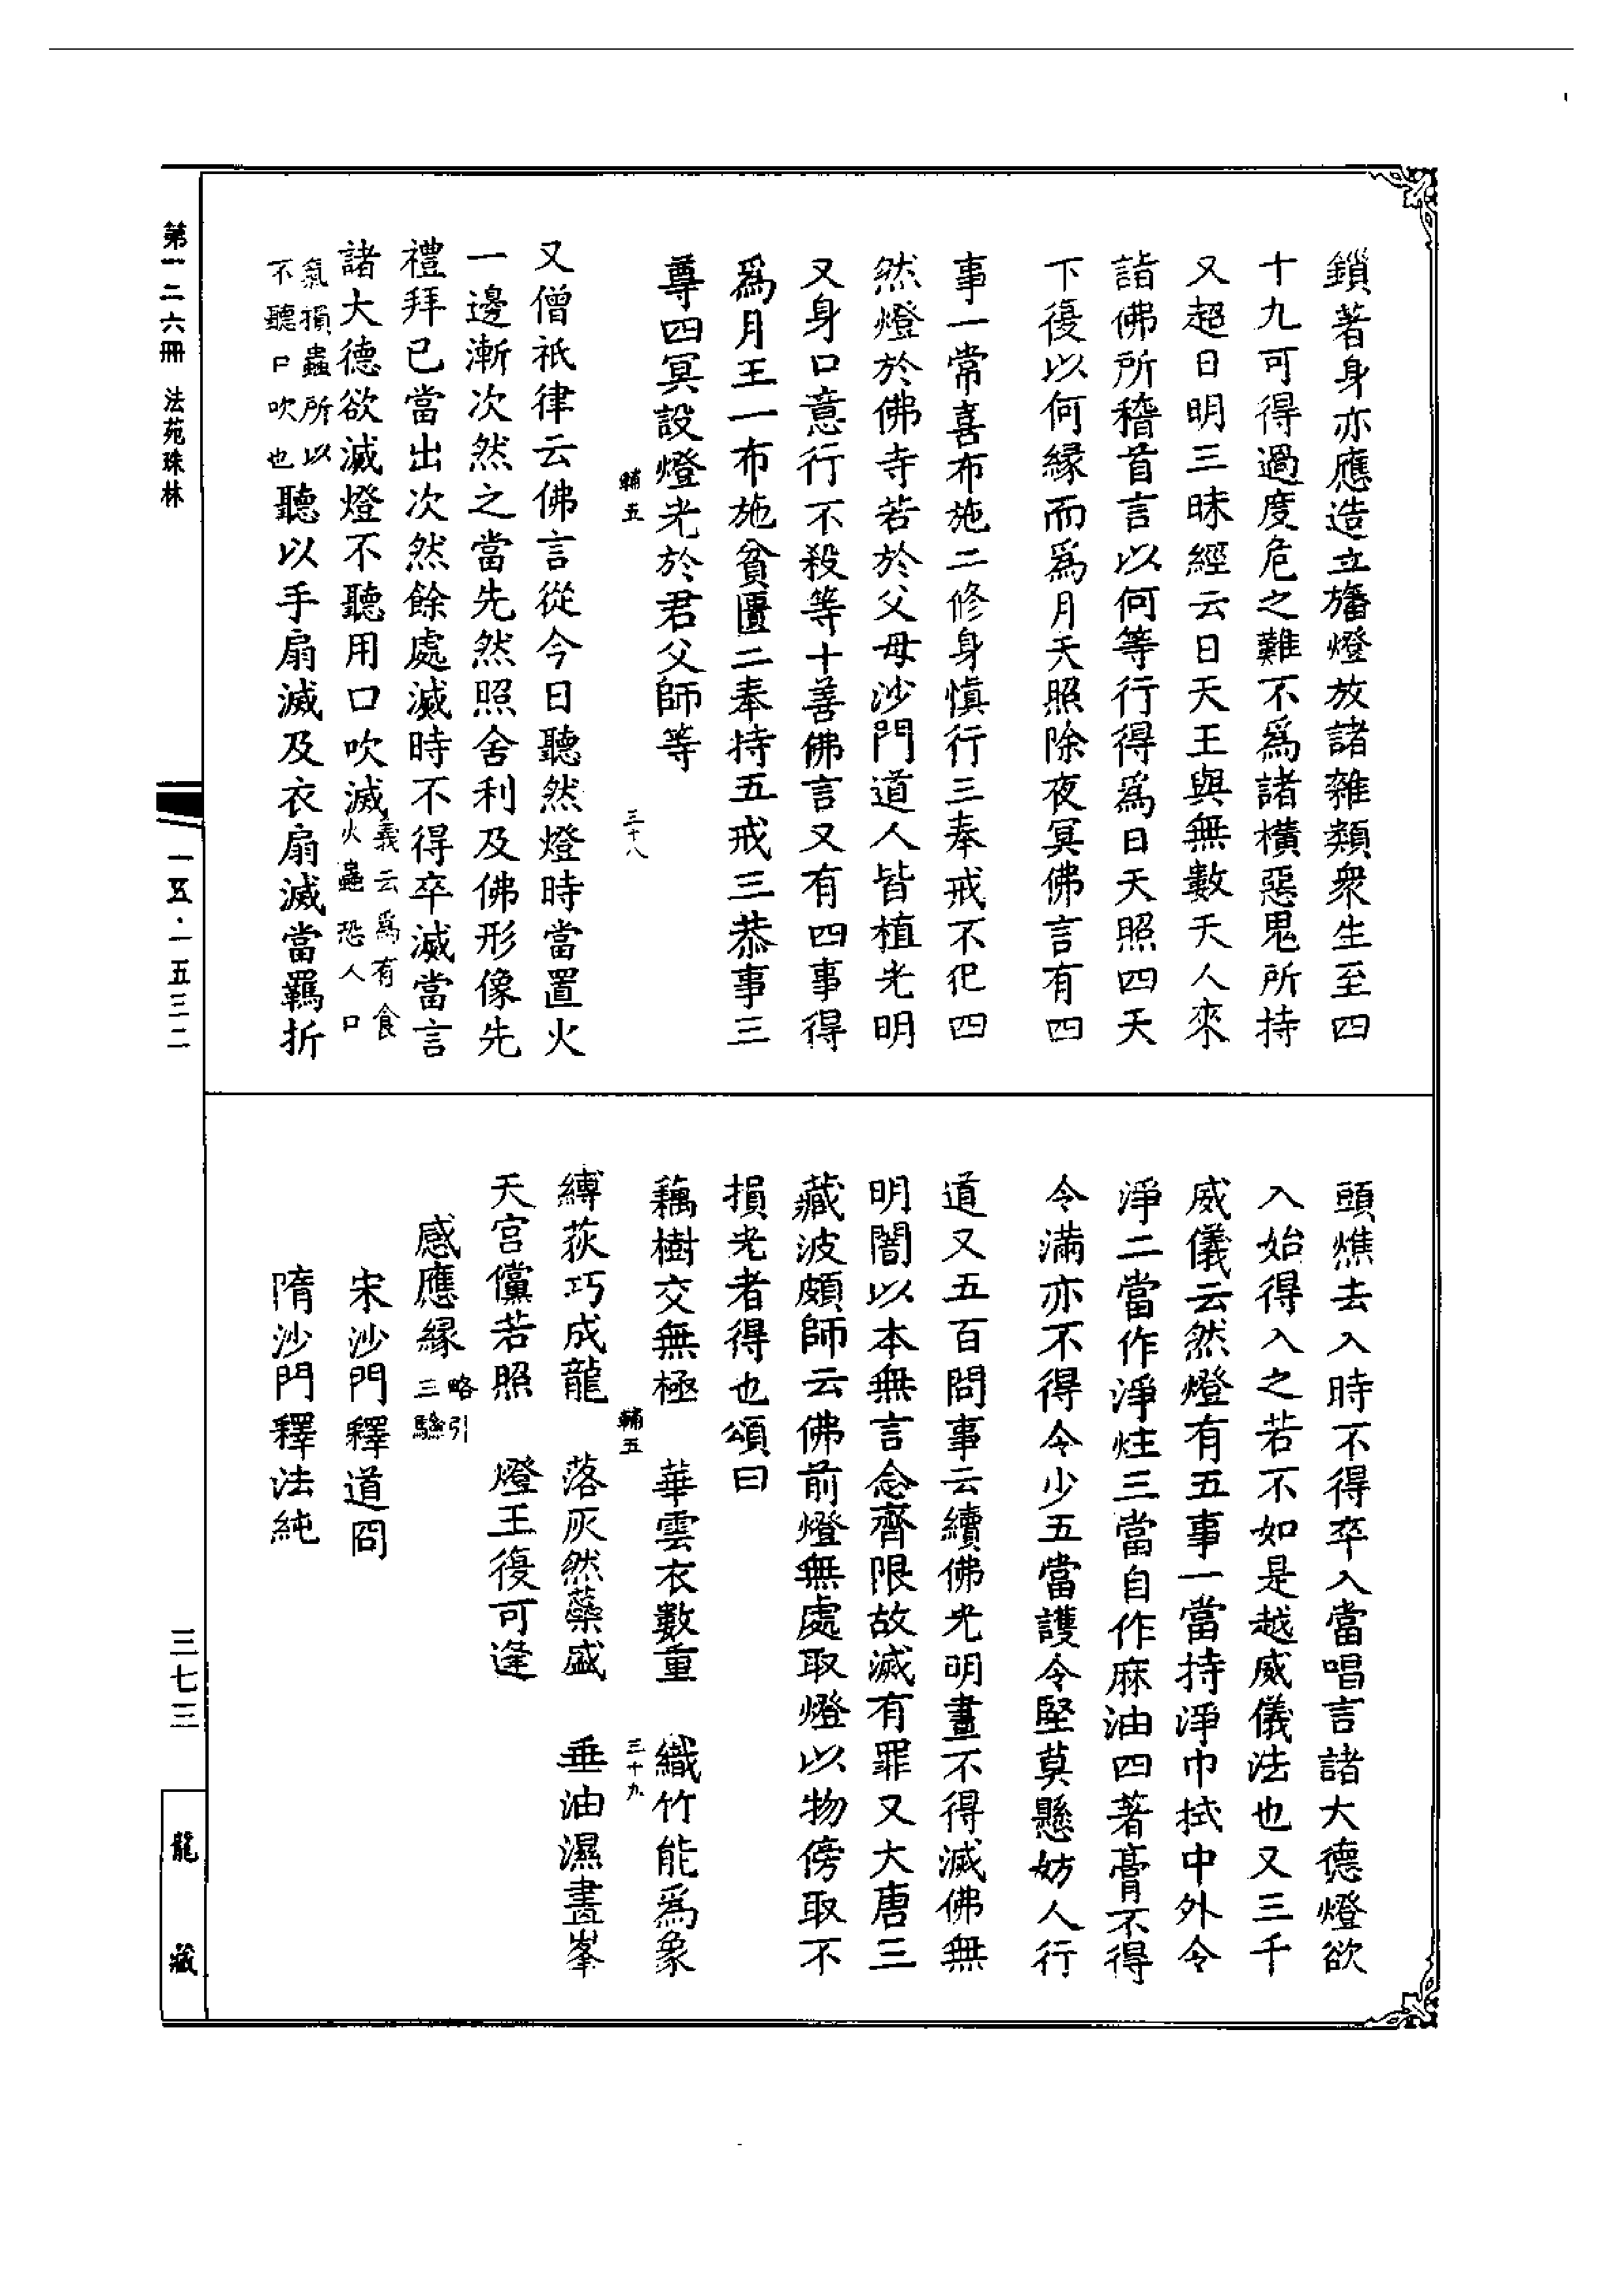 鎖著身亦應造立旛燈放諸雜類衆生至四
十九可得過度危之難不爲諸橫惡鬼所持
又超日明三昧經云日天王與無數天人來
詣佛所稽首言以何等行得爲日天照四天
下復以何緣而爲月天照除夜冥佛言有四
事一常喜布施二修身慎行三奉戒不犯四
然燈於佛寺若於父母沙門道人皆植光明
又身口意行不殺等十善佛言又有四事得
爲月王一布施貧匱二奉持五戒三恭事三
尊四冥設燈光於君父師等
輔五　三十八
又僧祇律云佛言從今日聽然燈時當置火
一邊漸次然之當先然照舍利及佛形像先
禮拜已當出次然餘處滅時不得卒滅當言
諸大德欲滅燈不聽用口吹滅義云爲有食火蟲恐人口
氣損蟲所以不聽口吹也聽以手扇滅及衣扇滅當羂折
頭燋去入時不得卒入當唱言諸大德燈欲
入始得入之若不如是越威儀法也又三千
威儀云然燈有五事一當持淨巾拭中外令
淨二當作淨炷三當自作麻油四著膏不得
令滿亦不得令少五當護令堅莫懸妨人行
道又五百問事云續佛光明晝不得滅佛無
明闇以本無言念齊限故滅有罪又大唐三
藏波頗師云佛前燈無處取燈以物傍取不
損光者得也頌曰
藕樹交無極　華雲衣數重　織竹能爲象
輔五　三十九
縛荻巧成龍　落灰然蘂盛　垂油濕畫峯
天宮儻若照　燈王復可逢
感應緣略引三驗
宋沙門釋道冏
隋沙門釋法純
第一二六冊　法苑珠林
一五·一五三二
三七三
龍藏